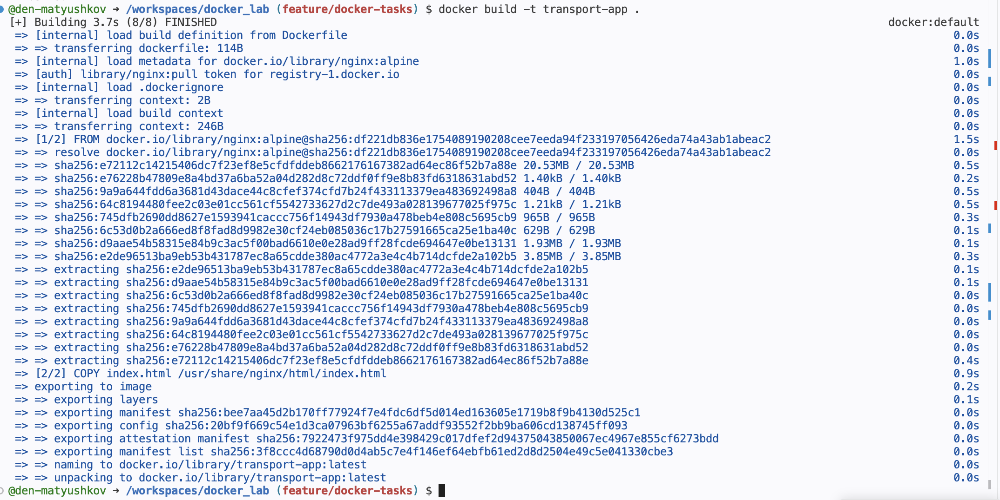 @den-matyushkov ➜ /workspaces/docker_lab (feature/docker-tasks) $ docker build -t transport-app .
[+] Building 3.7s (8/8) FINISHED docker:default
=> [internal] load build definition from Dockerfile 0.0s
=> => transferring dockerfile: 114B 0.0s
=> [internal] load metadata for docker.io/library/nginx:alpine 1.0s
=> [auth] library/nginx:pull token for registry-1.docker.io 0.0s
=> [internal] load .dockerignore 0.0s
=> => transferring context: 2B 0.0s
=> [internal] load build context 0.0s
=> => transferring context: 246B 0.0s
=> [1/2] FROM docker.io/library/nginx:alpine@sha256:df221db836e1754089190208cee7eeda94f233197056426eda74a43ab1abeac2 1.5s
=> => resolve docker.io/library/nginx:alpine@sha256:df221db836e1754089190208cee7eeda94f233197056426eda74a43ab1abeac2 0.0s
=> => sha256:e72112c14215406dc7f23ef8e5cfdfddeb8662176167382ad64ec86f52b7a88e 20.53MB / 20.53MB 0.5s
=> => sha256:e76228b47809e8a4bd37a6ba52a04d282d8c72ddf0ff9e8b83fd6318631abd52 1.40kB / 1.40kB 0.2s
=> => sha256:9a9a644fdd6a3681d43dace44c8cfef374cfd7b24f433113379ea483692498a8 404B / 404B 0.5s
=> => sha256:64c8194480fee2c03e01cc561cf5542733627d2c7de493a028139677025f975c 1.21kB / 1.21kB 0.5s
=> => sha256:745dfb2690dd8627e1593941caccc756f14943df7930a478beb4e808c5695cb9 965B / 965B 0.3s
=> => sha256:6c53d0b2a666ed8f8fad8d9982e30cf24eb085036c17b27591665ca25e1ba40c 629B / 629B 0.1s
=> => sha256:d9aae54b58315e84b9c3ac5f00bad6610e0e28ad9ff28fcde694647e0be13131 1.93MB / 1.93MB 0.1s
=> => sha256:e2de96513ba9eb53b431787ec8a65cdde380ac4772a3e4c4b714dcfde2a102b5 3.85MB / 3.85MB 0.3s
=> => extracting sha256:e2de96513ba9eb53b431787ec8a65cdde380ac4772a3e4c4b714dcfde2a102b5 0.1s
=> => extracting sha256:d9aae54b58315e84b9c3ac5f00bad6610e0e28ad9ff28fcde694647e0be13131 0.1s
=> => extracting sha256:6c53d0b2a666ed8f8fad8d9982e30cf24eb085036c17b27591665ca25e1ba40c 0.0s
=> => extracting sha256:745dfb2690dd8627e1593941caccc756f14943df7930a478beb4e808c5695cb9 0.0s
=> => extracting sha256:9a9a644fdd6a3681d43dace44c8cfef374cfd7b24f433113379ea483692498a8 0.0s
=> => extracting sha256:64c8194480fee2c03e01cc561cf5542733627d2c7de493a028139677025f975c 0.0s
=> => extracting sha256:e76228b47809e8a4bd37a6ba52a04d282d8c72ddf0ff9e8b83fd6318631abd52 0.0s
=> => extracting sha256:e72112c14215406dc7f23ef8e5cfdfddeb8662176167382ad64ec86f52b7a88e 0.4s
=> [2/2] COPY index.html /usr/share/nginx/html/index.html 0.9s
=> exporting to image 0.2s
=> => exporting layers 0.1s
=> => exporting manifest sha256:bee7aa45d2b170ff77924f7e4fdc6df5d014ed163605e1719b8f9b4130d525c1 0.0s
=> => exporting config sha256:20bf9f669c54e1d3ca07963bf6255a67addf93552f2bb9ba606cd138745ff093 0.0s
=> => exporting attestation manifest sha256:7922473f975dd4e398429c017dfef2d94375043850067ec4967e855cf6273bdd 0.0s
=> => exporting manifest list sha256:3f8ccc4d68790d0d4ab5c7e4f146ef64ebfb61ed2d8d2504e49c5e041330cbe3 0.0s
=> => naming to docker.io/library/transport-app:latest 0.0s
=> => unpacking to docker.io/library/transport-app:latest 0.0s
@den-matyushkov ➜ /workspaces/docker_lab (feature/docker-tasks) $